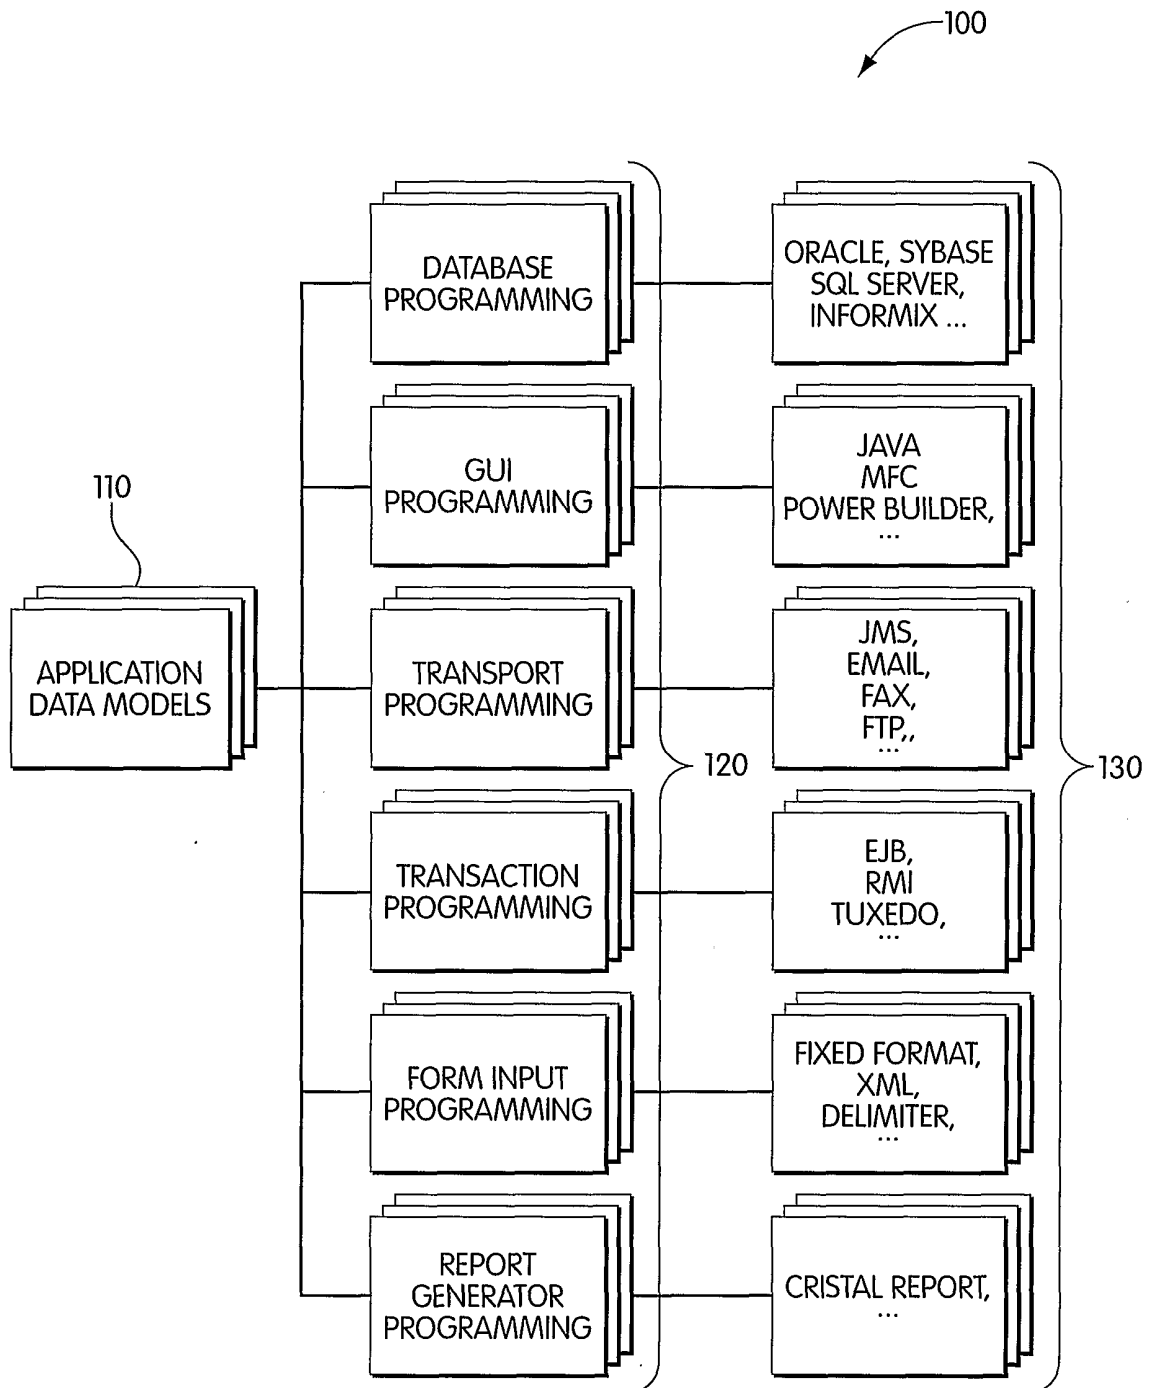 100
DATABASE
PROGRAMMING
ORACLE, SYBASE
SQL SERVER,
INFORMIX ...
GUI
PROGRAMMING
JAVA
MFC
POWER BUILDER,
...
110
APPLICATION
DATA MODELS
TRANSPORT
PROGRAMMING
JMS,
EMAIL,
FAX,
FTP,,
...
120
130
TRANSACTION
PROGRAMMING
EJB,
RMI
TUXEDO,
...
FORM INPUT
PROGRAMMING
FIXED FORMAT,
XML,
DELIMITER,
...
REPORT
GENERATOR
PROGRAMMING
CRISTAL REPORT,
...